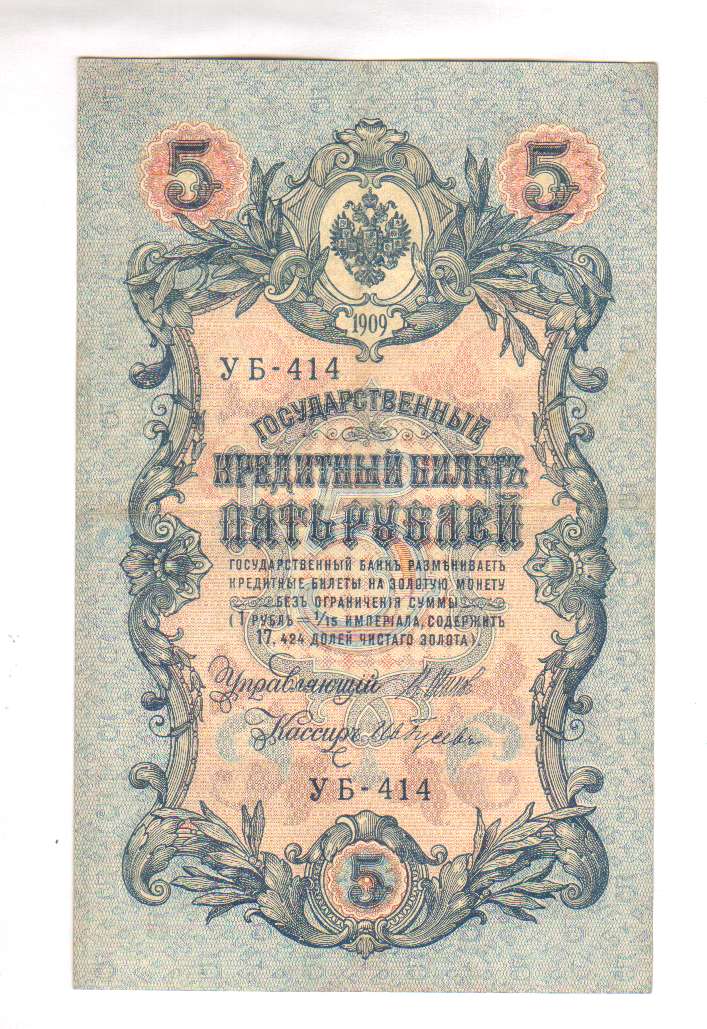 5 5
1909
УБ-414
ГОСУДАРСТВЕННЫЙ
КРЕДИТНЫЙ БИЛЕТЪ
ПЯТЬ РУБЛЕЙ
ГОСУДАРСТВЕННЫЙ БАНКЪ РАЗМѢНИВАЕТЪ
КРЕДИТНЫЕ БИЛЕТЫ НА ЗОЛОТУЮ МОНЕТУ
БЕЗЪ ОГРАНИЧЕНІЯ СУММЫ
(1 РУБЛЬ = 1/15 ИМПЕРІАЛА, СОДЕРЖИТЪ
17,424 ДОЛЕЙ ЧИСТАГО ЗОЛОТА).
Управляющій
Кассиръ
УБ-414
5